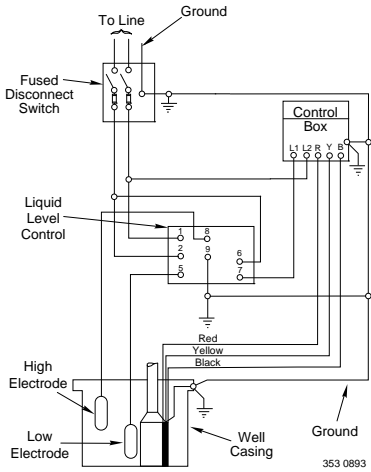 To Line
Ground
Fused
Disconnect
Switch
Control
Box
L1 L2 R Y B
Liquid
Level
Control
1
8
2
9
6
5
7
Red
Yellow
Black
High
Electrode
Low
Electrode
Well
Casing
Ground
353 0893